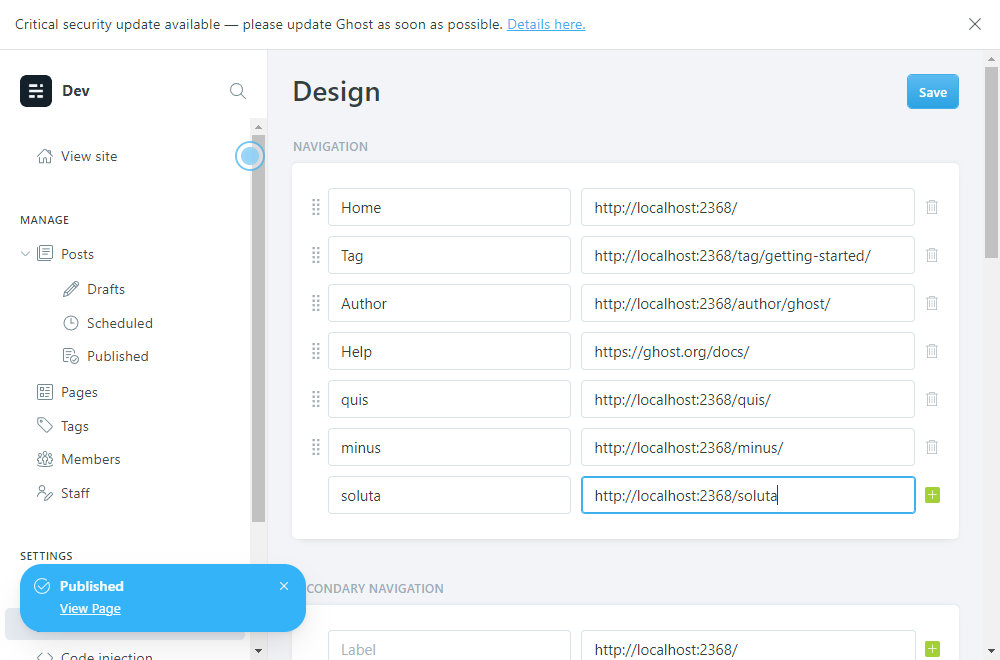 Critical security update available — please update Ghost as soon as possible. Details here.
Dev
View site
MANAGE
Posts
Drafts
Scheduled
Published
Pages
Tags
Members
Staff
SETTINGS
Published
View Page
Code injection
Design
Save
NAVIGATION
Home http://localhost:2368/
Tag http://localhost:2368/tag/getting-started/
Author http://localhost:2368/author/ghost/
Help https://ghost.org/docs/
quis http://localhost:2368/quis/
minus http://localhost:2368/minus/
soluta http://localhost:2368/soluta
CONDARY NAVIGATION
Label http://localhost:2368/